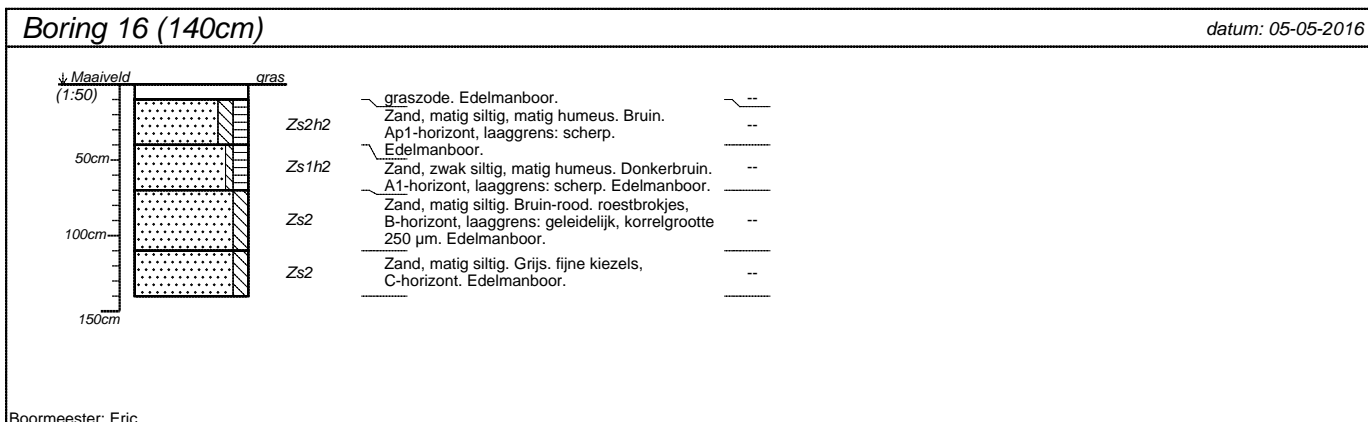 Boring 16 (140cm)
datum: 05-05-2016
Maaiveld
gras
(1:50)
graszode. Edelmanboor.
--
Zs2h2
Zand, matig siltig, matig humeus. Bruin.
Ap1-horizont, laaggrens: scherp.
Edelmanboor.
--
50cm
Zs1h2
Zand, zwak siltig, matig humeus. Donkerbruin.
A1-horizont, laaggrens: scherp. Edelmanboor.
--
Zs2
Zand, matig siltig. Bruin-rood. roestbrokjes,
B-horizont, laaggrens: geleidelijk, korrelgrootte
250 µm. Edelmanboor.
--
100cm
Zs2
Zand, matig siltig. Grijs. fijne kiezels,
C-horizont. Edelmanboor.
--
150cm
Boormeester: Eric